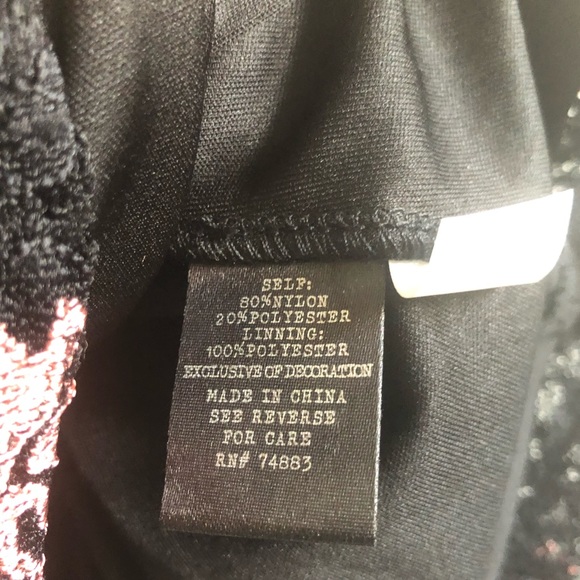 SELF:
80%NYLON
20%POLYESTER
LINNING:
100%POLYESTER
EXCLUSIVE OF DECORATION
MADE IN CHINA
SEE REVERSE
FOR CARE
RN# 74883